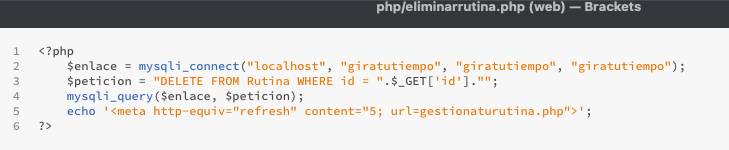 php/eliminarrutina.php (web) — Brackets
1 <?php
2 $enlace = mysqli_connect("localhost", "giratutiempo", "giratutiempo", "giratutiempo");
3 $peticion = "DELETE FROM Rutina WHERE id = ".$_GET['id']."";
4 mysqli_query($enlace, $peticion);
5 echo '<meta http-equiv="refresh" content="5; url=gestionaturutina.php">';
6 ?>